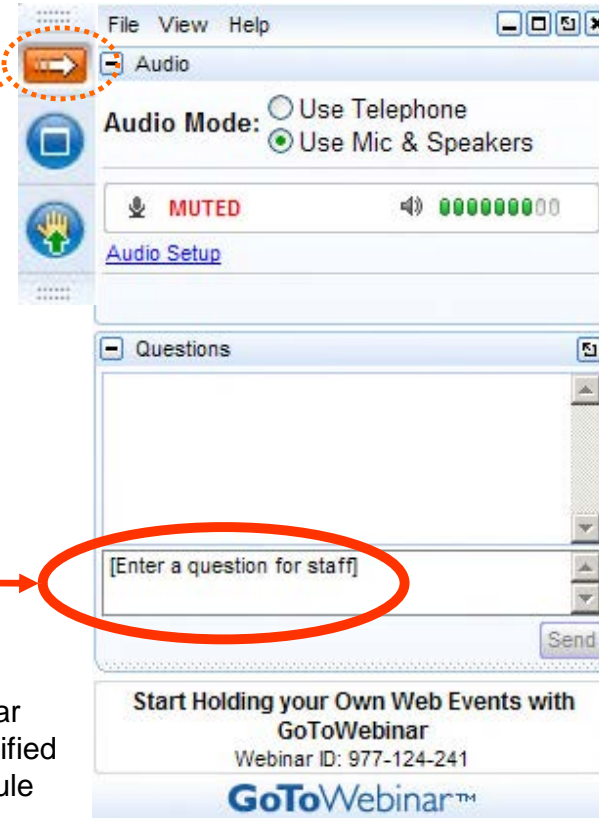 File View Help
Audio
Audio Mode: Use Telephone
Use Mic & Speakers
MUTED
Audio Setup
Questions
[Enter a question for staff]
Send
Start Holding your Own Web Events with
GoToWebinar
Webinar ID: 977-124-241
GoToWebinar™